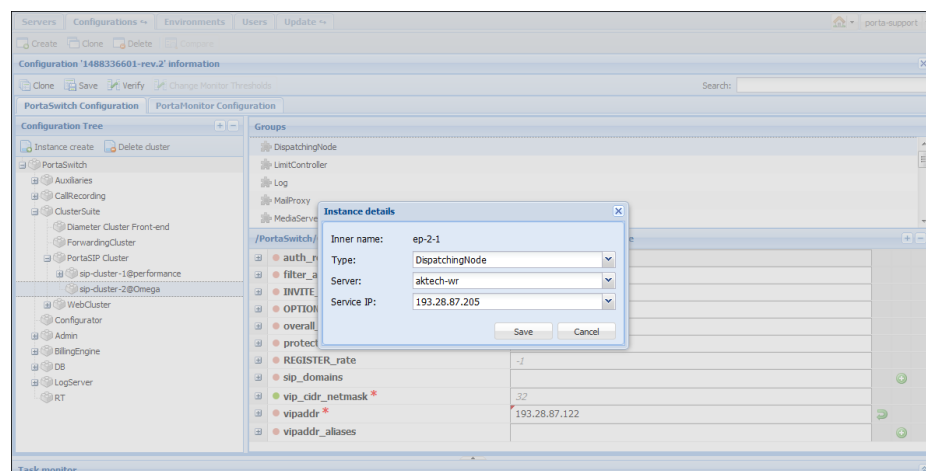 Servers Configurations Environments Users Update porta-support
Create Clone Delete Compare
Configuration '1488336601-rev.2' information
Clone Save Verify Change Monitor Thresholds Search:
PortaSwitch Configuration PortaMonitor Configuration
Configuration Tree Groups
Instance create Delete cluster DispatchingNode
PortaSwitch LimitController
Auxiliaries Log
CallRecording MailProxy
ClusterSuite MediaServe
Diameter Cluster Front-end
ForwardingCluster /PortaSwitch/
PortaSIP Cluster auth_r
sip-cluster-1@performance filter_a
sip-cluster-2@Omega INVITE_
WebCluster OPTION
Configurator overall_
Admin protect
BillingEngine REGISTER_rate -1
DB sip_domains
LogServer vip_cidr_netmask * 32
RT vipaddr * 193.28.87.122
vipaddr_aliases
Instance details
Inner name: ep-2-1
Type: DispatchingNode
Server: aktech-wr
Service IP: 193.28.87.205
Save Cancel
Task monitor